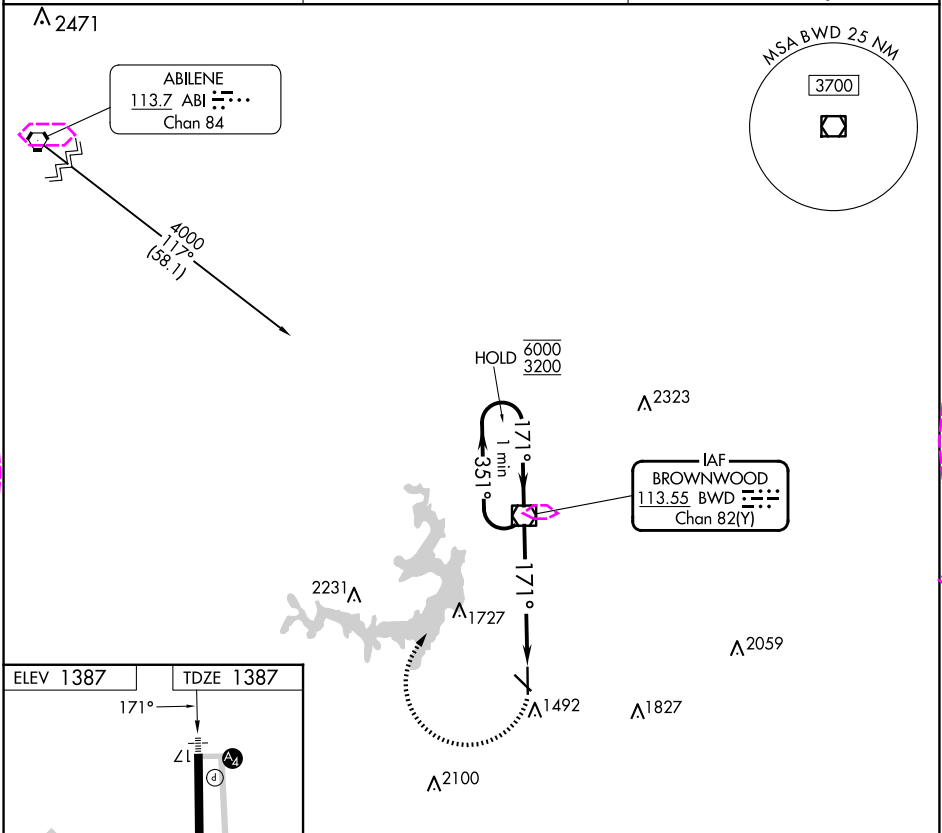 2471
ABILENE
113.7 ABI
Chan 84
MSA BWD 25 NM
3700
4000
117°
(58.1)
HOLD 6000
3200
171°
1 min
351°
2323
IAF
BROWNWOOD
113.55 BWD
Chan 82(Y)
171°
2231
1727
2059
1492
1827
2100
ELEV 1387
TDZE 1387
171°
17
A4
P